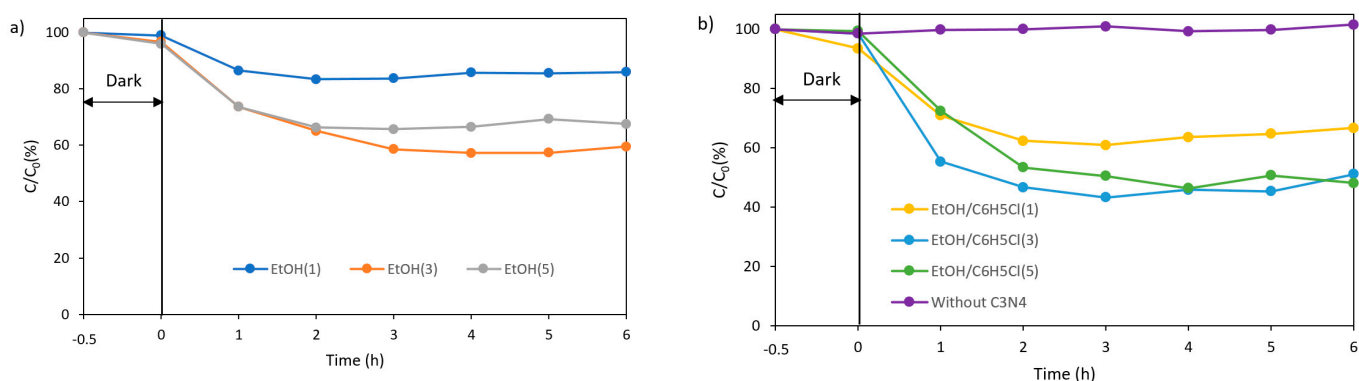 a)
100
80
60
40
20
0
C/C0(%)
Dark
EtOH(1) EtOH(3) EtOH(5)
-0.5 0 1 2 3 4 5 6
Time (h)
b)
100
80
60
40
20
0
C/C0(%)
Dark
EtOH/C6H5Cl(1)
EtOH/C6H5Cl(3)
EtOH/C6H5Cl(5)
Without C3N4
-0.5 0 1 2 3 4 5 6
Time (h)